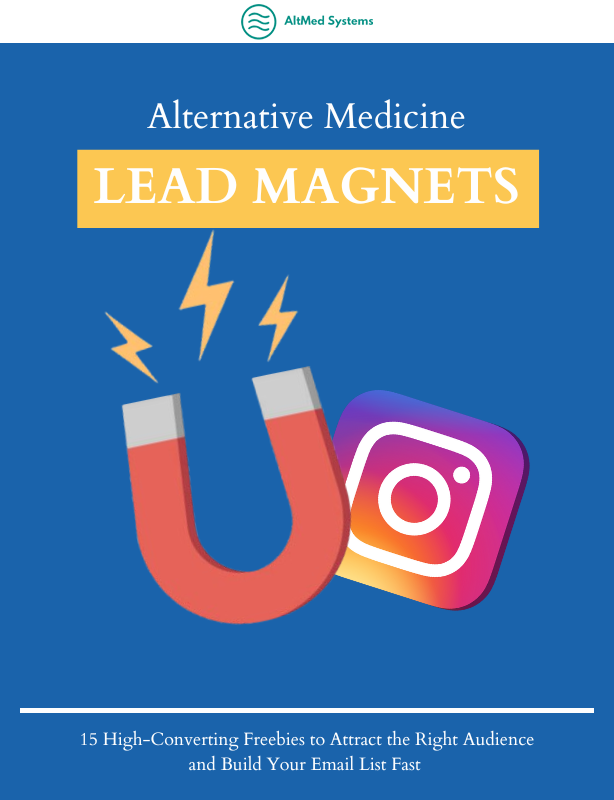 AltMed Systems
Alternative Medicine
LEAD MAGNETS
15 High-Converting Freebies to Attract the Right Audience
and Build Your Email List Fast